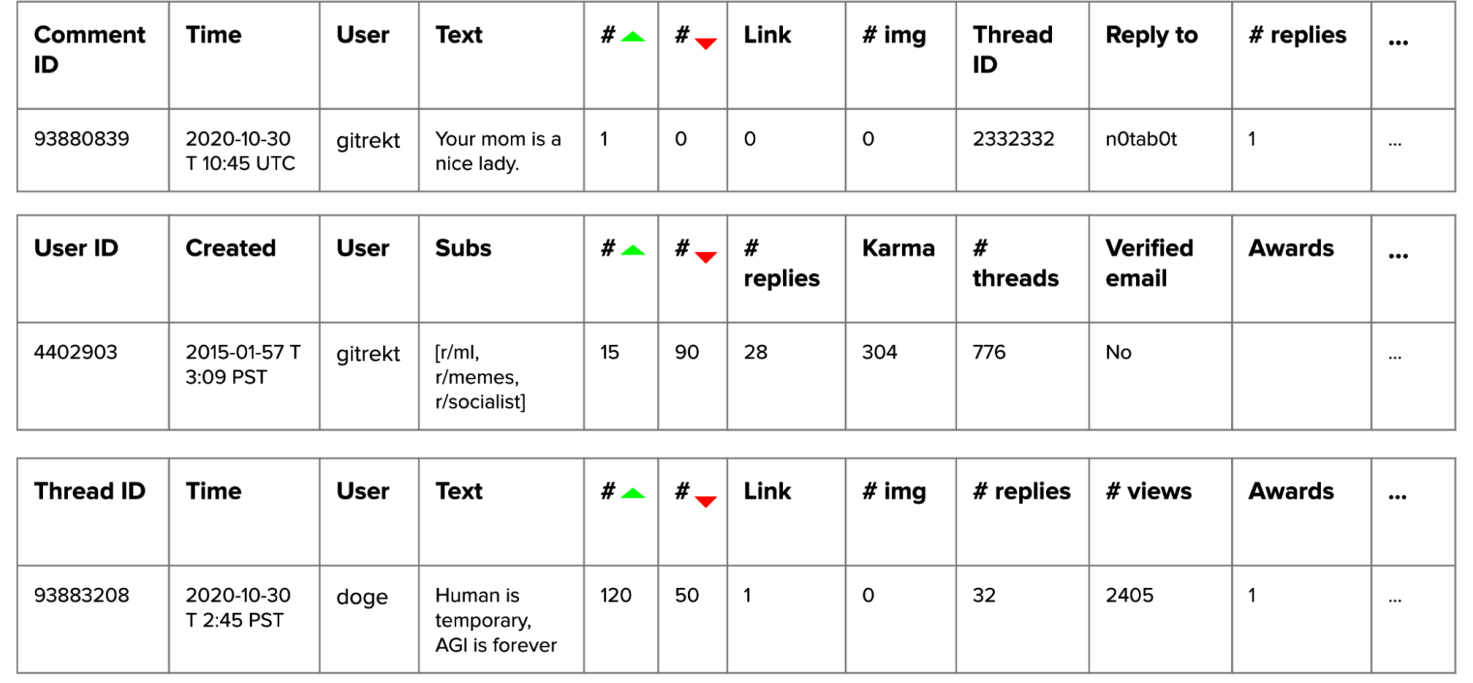 Comment ID Time User Text # # Link # img Thread ID Reply to # replies ...
93880839 2020-10-30 T 10:45 UTC gitrekt Your mom is a nice lady. 1 0 0 0 2332332 n0tab0t 1 ...
User ID Created User Subs # # # replies Karma # threads Verified email Awards ...
4402903 2015-01-57 T 3:09 PST gitrekt [r/ml, r/memes, r/socialist] 15 90 28 304 776 No ...
Thread ID Time User Text # # Link # img # replies # views Awards ...
93883208 2020-10-30 T 2:45 PST doge Human is temporary, AGI is forever 120 50 1 0 32 2405 1 ...